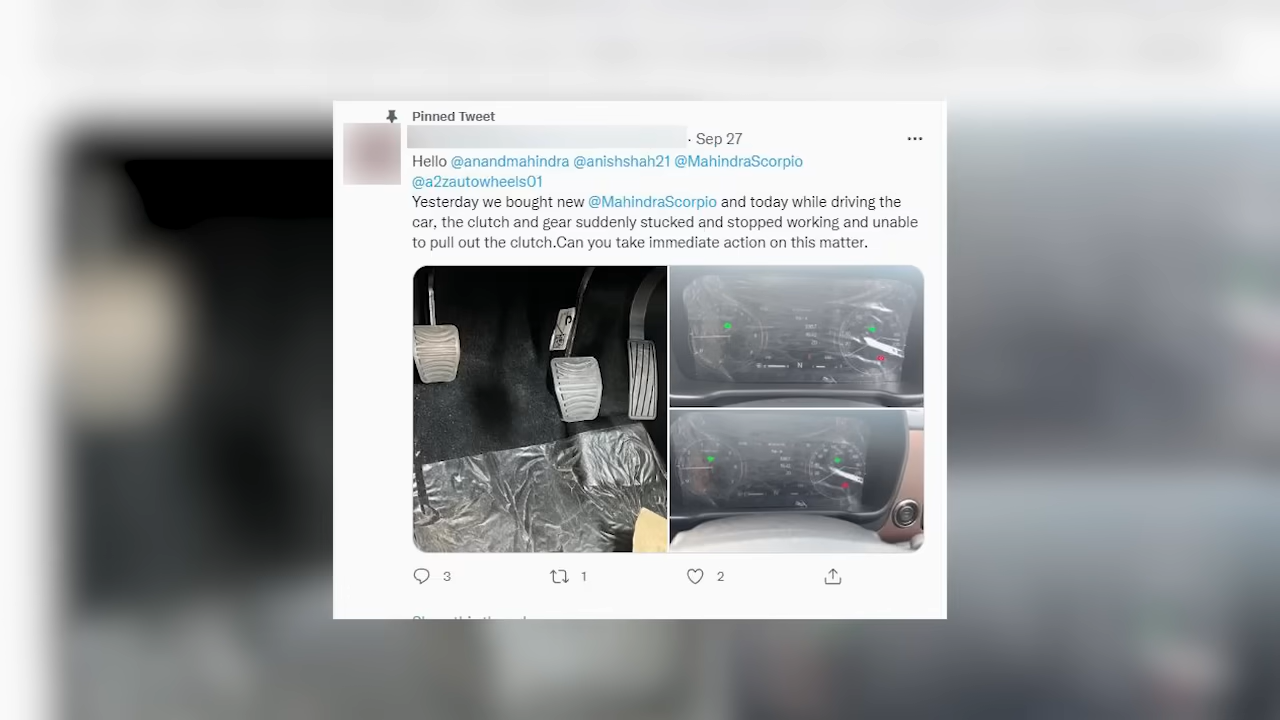 Pinned Tweet
· Sep 27
Hello @anandmahindra @anishshah21 @MahindraScorpio
@a2zautowheels01
Yesterday we bought new @MahindraScorpio and today while driving the
car, the clutch and gear suddenly stucked and stopped working and unable
to pull out the clutch.Can you take immediate action on this matter.
N
3 1 2